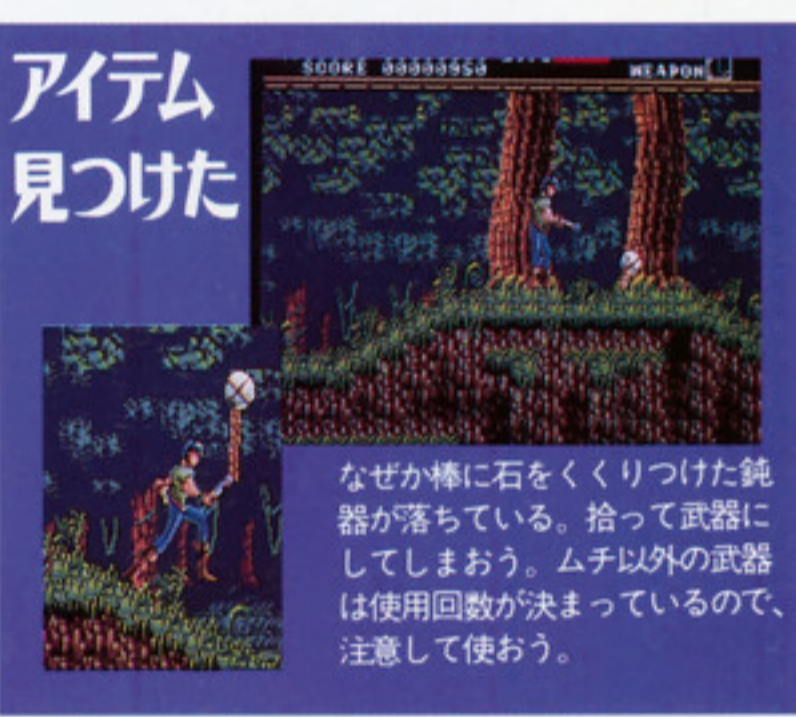 アイテム
見つけた
SCORE 00000950
WEAPON
なぜか棒に石をくくりつけた鈍
器が落ちている。拾って武器に
してしまおう。ムチ以外の武器
は使用回数が決まっているので、
注意して使おう。